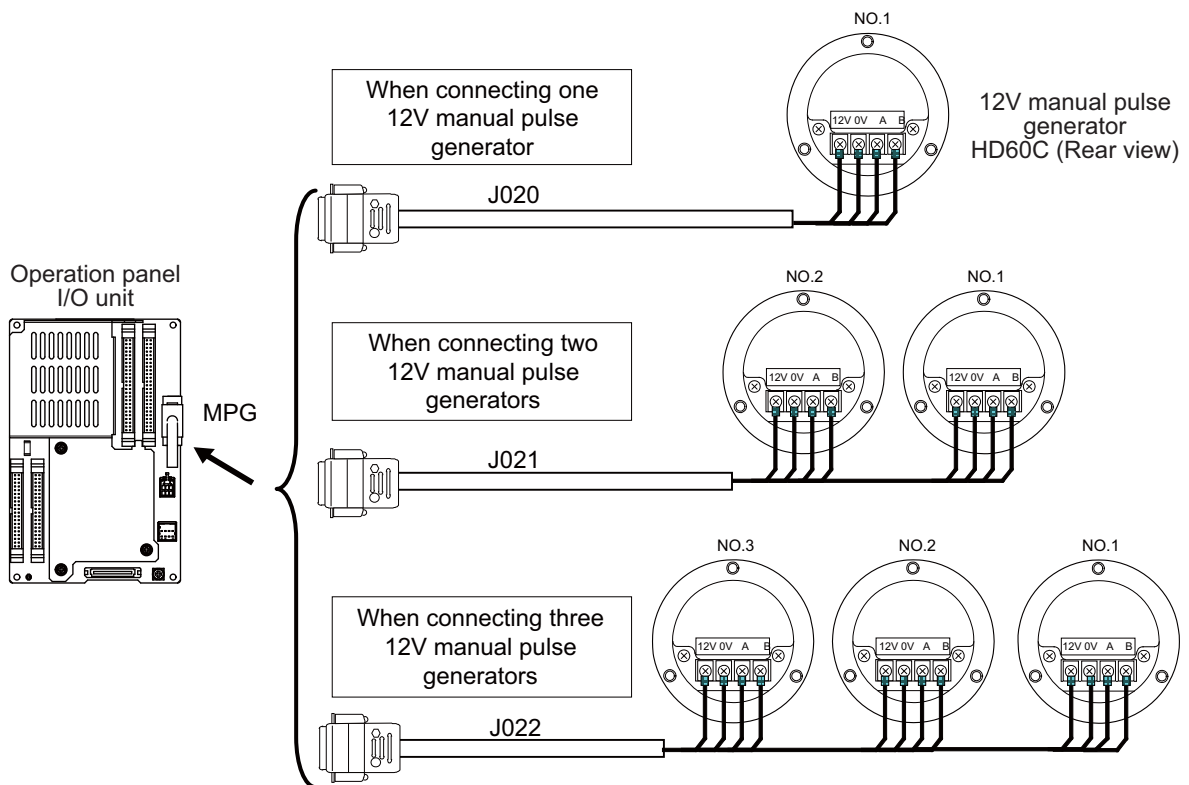 NO.1
When connecting one
12V manual pulse
generator
12V 0V A B
12V manual pulse
generator
HD60C (Rear view)
J020
Operation panel
I/O unit
MPG
NO.2
NO.1
When connecting two
12V manual pulse
generators
12V 0V A B
12V 0V A B
J021
NO.3
NO.2
NO.1
When connecting three
12V manual pulse
generators
12V 0V A B
12V 0V A B
12V 0V A B
J022